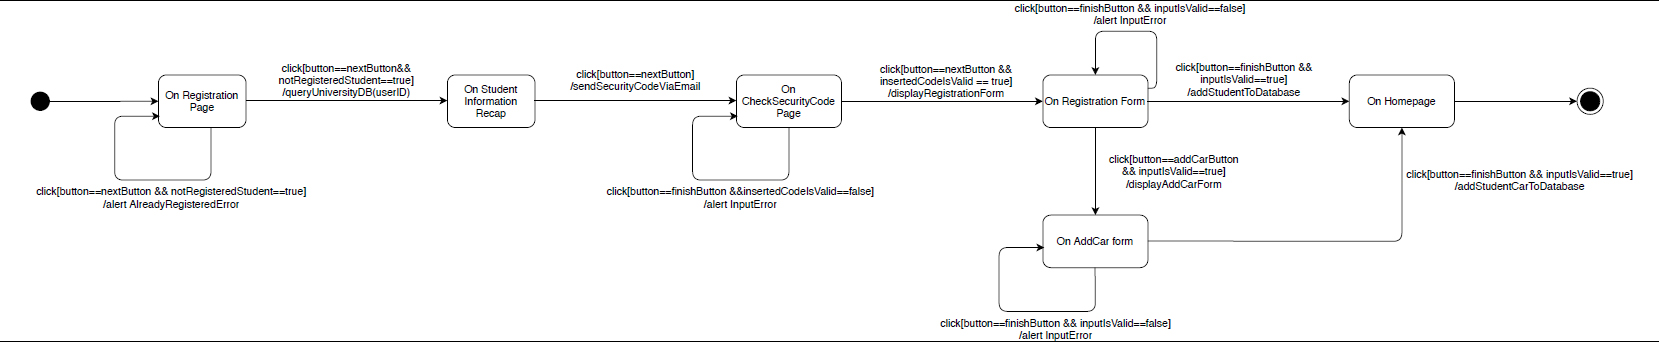 click[button==finishButton && inputIsValid==false]
/alert InputError
click[button==nextButton&&
notRegisteredStudent==true]
/queryUniversityDB(userID)
click[button==nextButton]
/sendSecurityCodeViaEmail
click[button==nextButton &&
insertedCodeIsValid == true]
/displayRegistrationForm
click[button==finishButton &&
inputIsValid==true]
/addStudentToDatabase
On Registration
Page
On Student
Information
Recap
On
CheckSecurityCode
Page
On Registration Form
On Homepage
click[button==nextButton && notRegisteredStudent==true]
/alert AlreadyRegisteredError
click[button==finishButton &&insertedCodeIsValid==false]
/alert InputError
click[button==addCarButton
&& inputIsValid==true]
/displayAddCarForm
click[button==finishButton && inputIsValid==true]
/addStudentCarToDatabase
On AddCar form
click[button==finishButton && inputIsValid==false]
/alert InputError